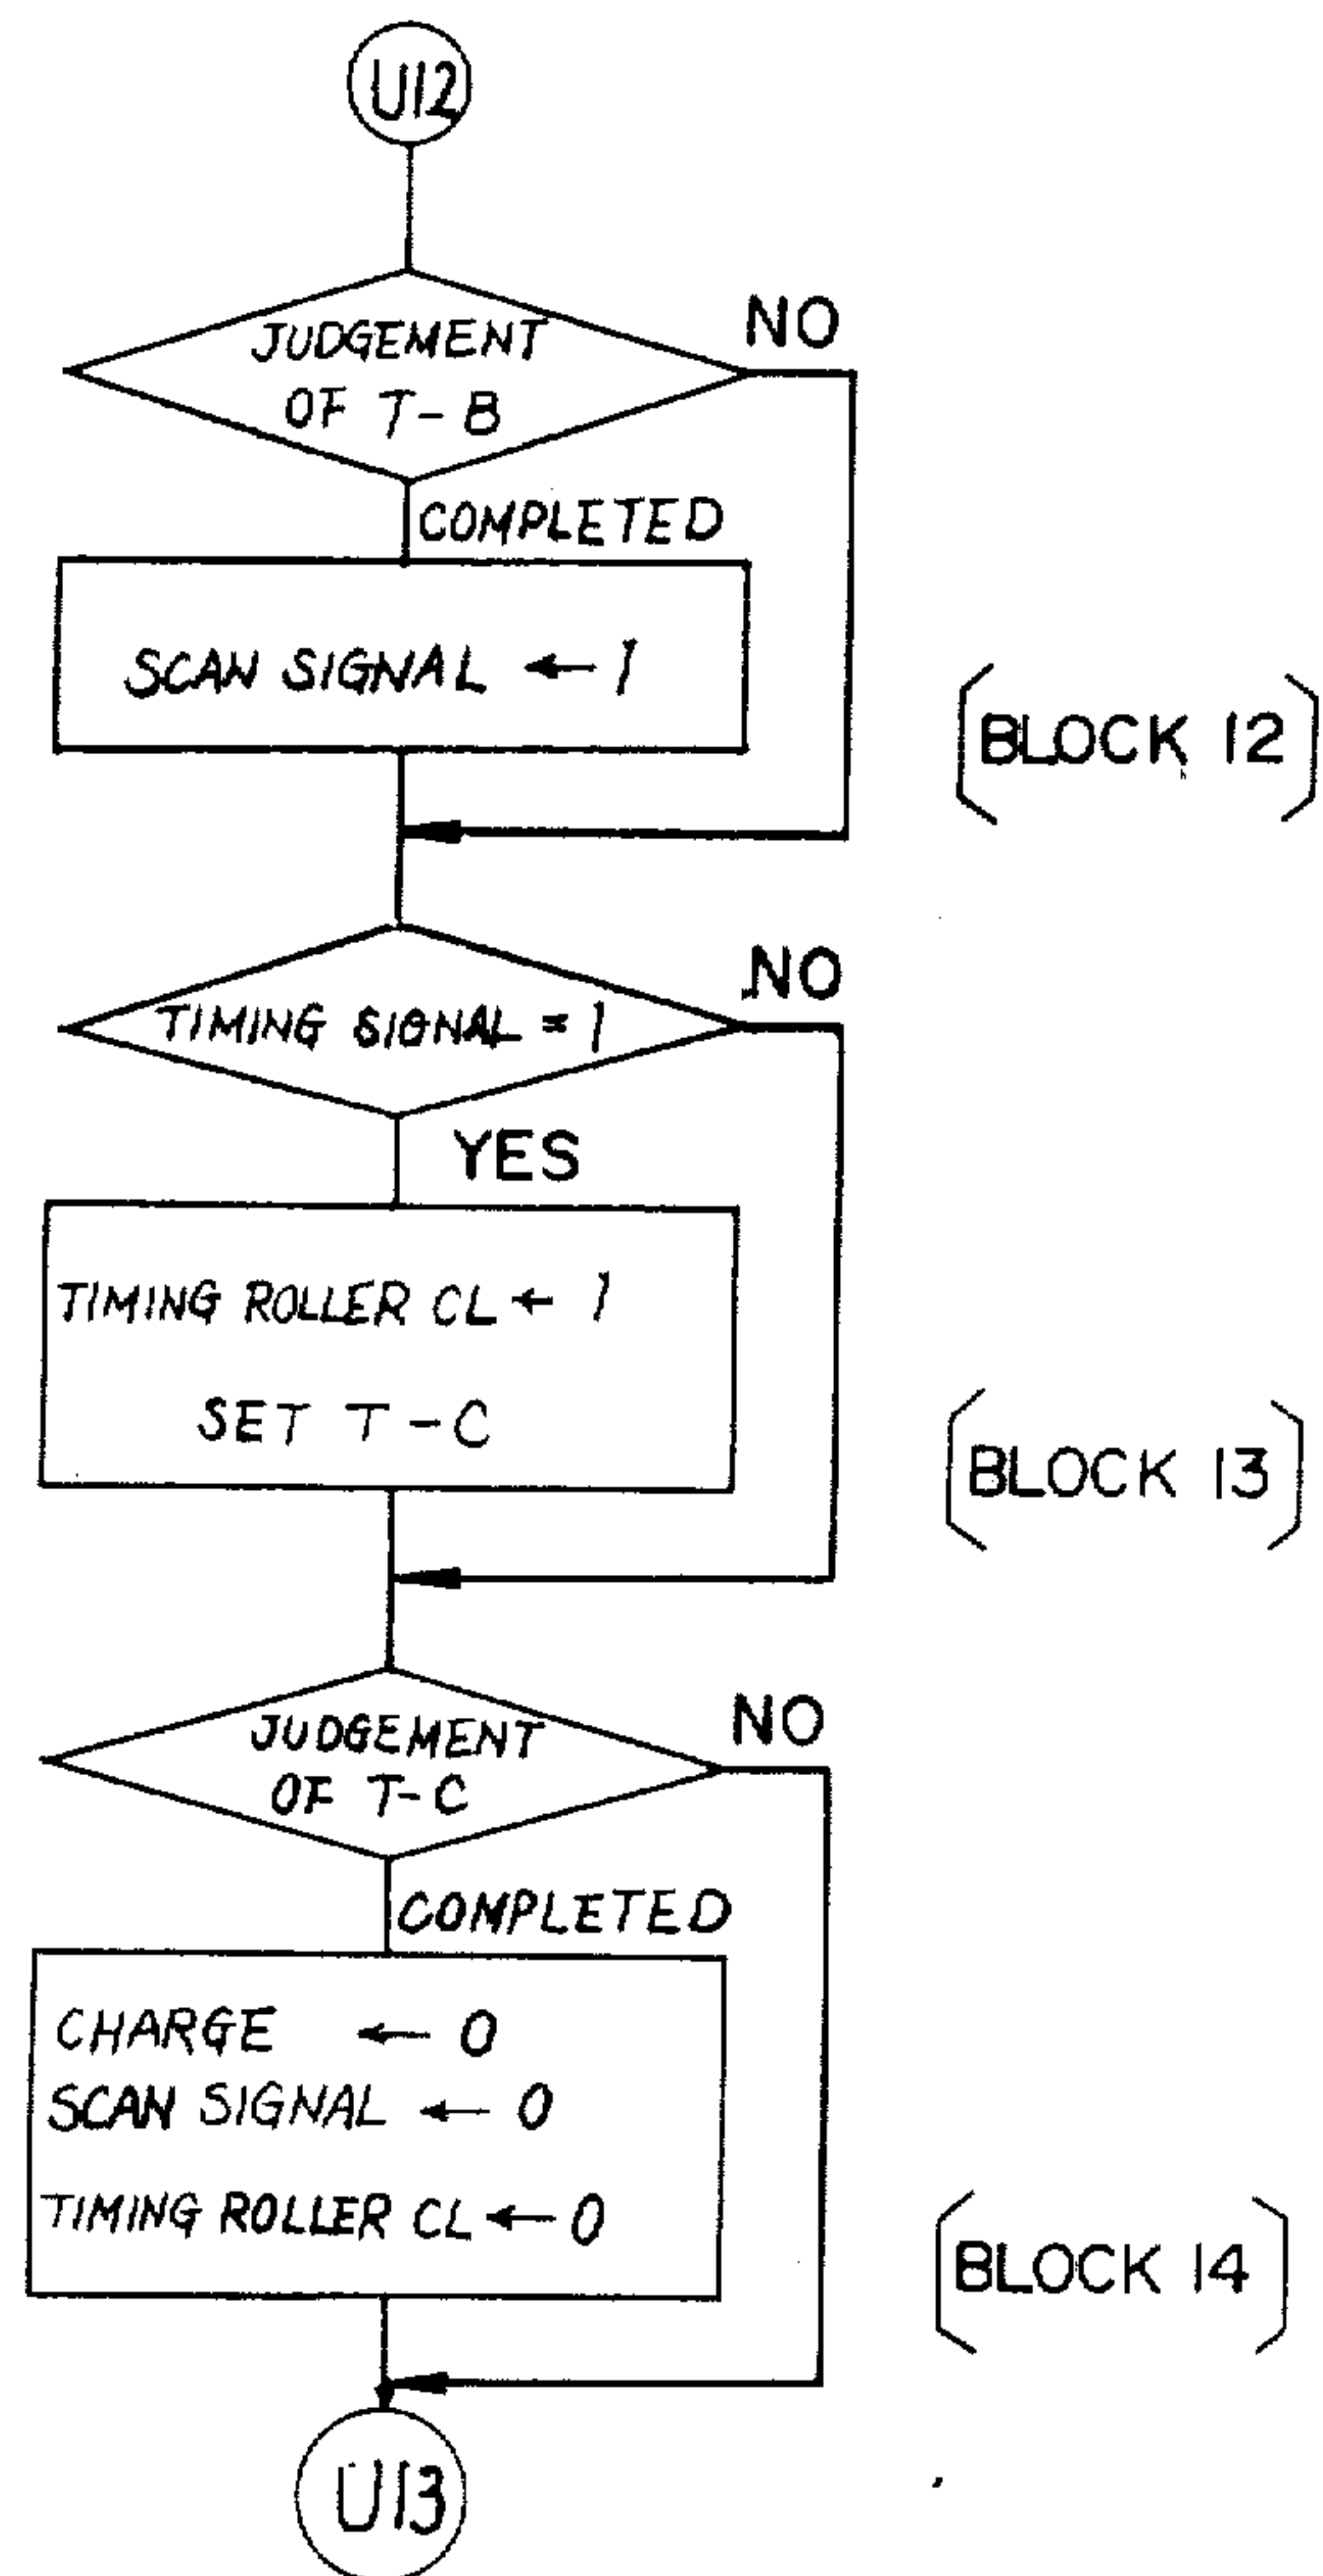 U12
JUDGEMENT
OF T-B
NO
COMPLETED
SCAN SIGNAL ← 1
[BLOCK 12]
TIMING SIGNAL = 1
NO
YES
TIMING ROLLER CL ← 1
SET T-C
[BLOCK 13]
JUDGEMENT
OF T-C
NO
COMPLETED
CHARGE ← 0
SCAN SIGNAL ← 0
TIMING ROLLER CL ← 0
[BLOCK 14]
U13